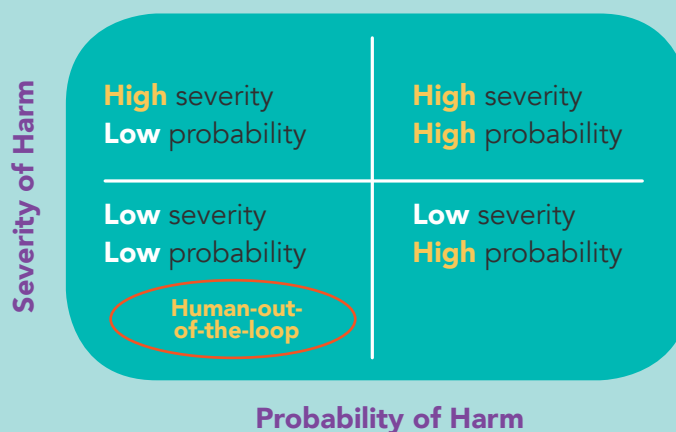 Severity of Harm
High severity
Low probability
High severity
High probability
Low severity
Low probability
Human-out-
of-the-loop
Low severity
High probability
Probability of Harm